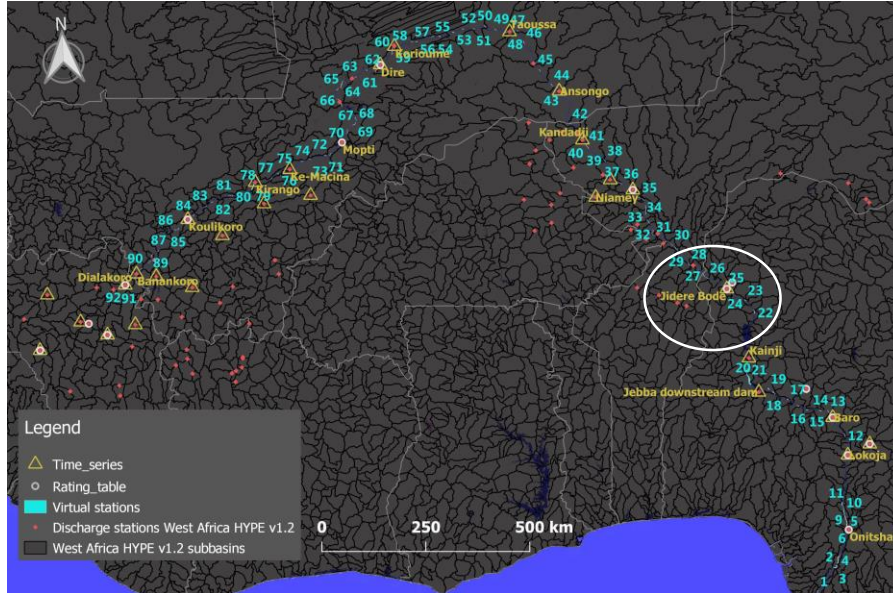 N
52 50 49 47
Taoussa
60 58 57 55
46
Korioume
56 54 53 51 48
59
62
Dire
45
63
61
65
64
44
43
Ansongo
66
42
67 68
Kandadji
41
70 69
72
Mopti
74
40 39 38
75
73 71
78 77
Ke-Macina
76
37 36
81
Kirango
35
83
80 79
Niamey
34
84
82
33
86
Koulikoro
32 31 30
87 85
28
90 89
29 26
Dialakoro
Banankoro
27 25
9291
Jidere Bode
24 23
22
Kainji
20 21
19
Jebba downstream dam
17
18
14 13
16 15
Baro
12
Lokoja
11
10
9 5
Onitsha
6
2 4
1 3
Legend
Time_series
Rating_table
Virtual stations
Discharge stations West Africa HYPE v1.2
West Africa HYPE v1.2 subbasins
0 250 500 km